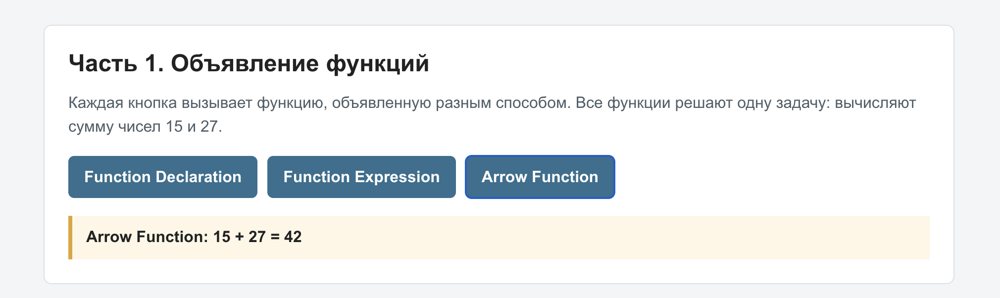 Часть 1. Объявление функций
Каждая кнопка вызывает функцию, объявленную разным способом. Все функции решают одну задачу: вычисляют
сумму чисел 15 и 27.
Function Declaration
Function Expression
Arrow Function
Arrow Function: 15 + 27 = 42